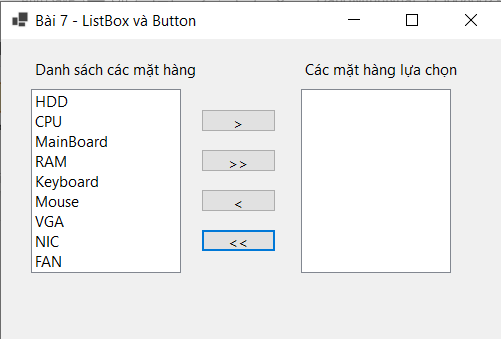 Bài 7 - ListBox và Button
Danh sách các mặt hàng
Các mặt hàng lựa chọn
HDD
CPU
MainBoard
RAM
Keyboard
Mouse
VGA
NIC
FAN
>
>>
<
<<